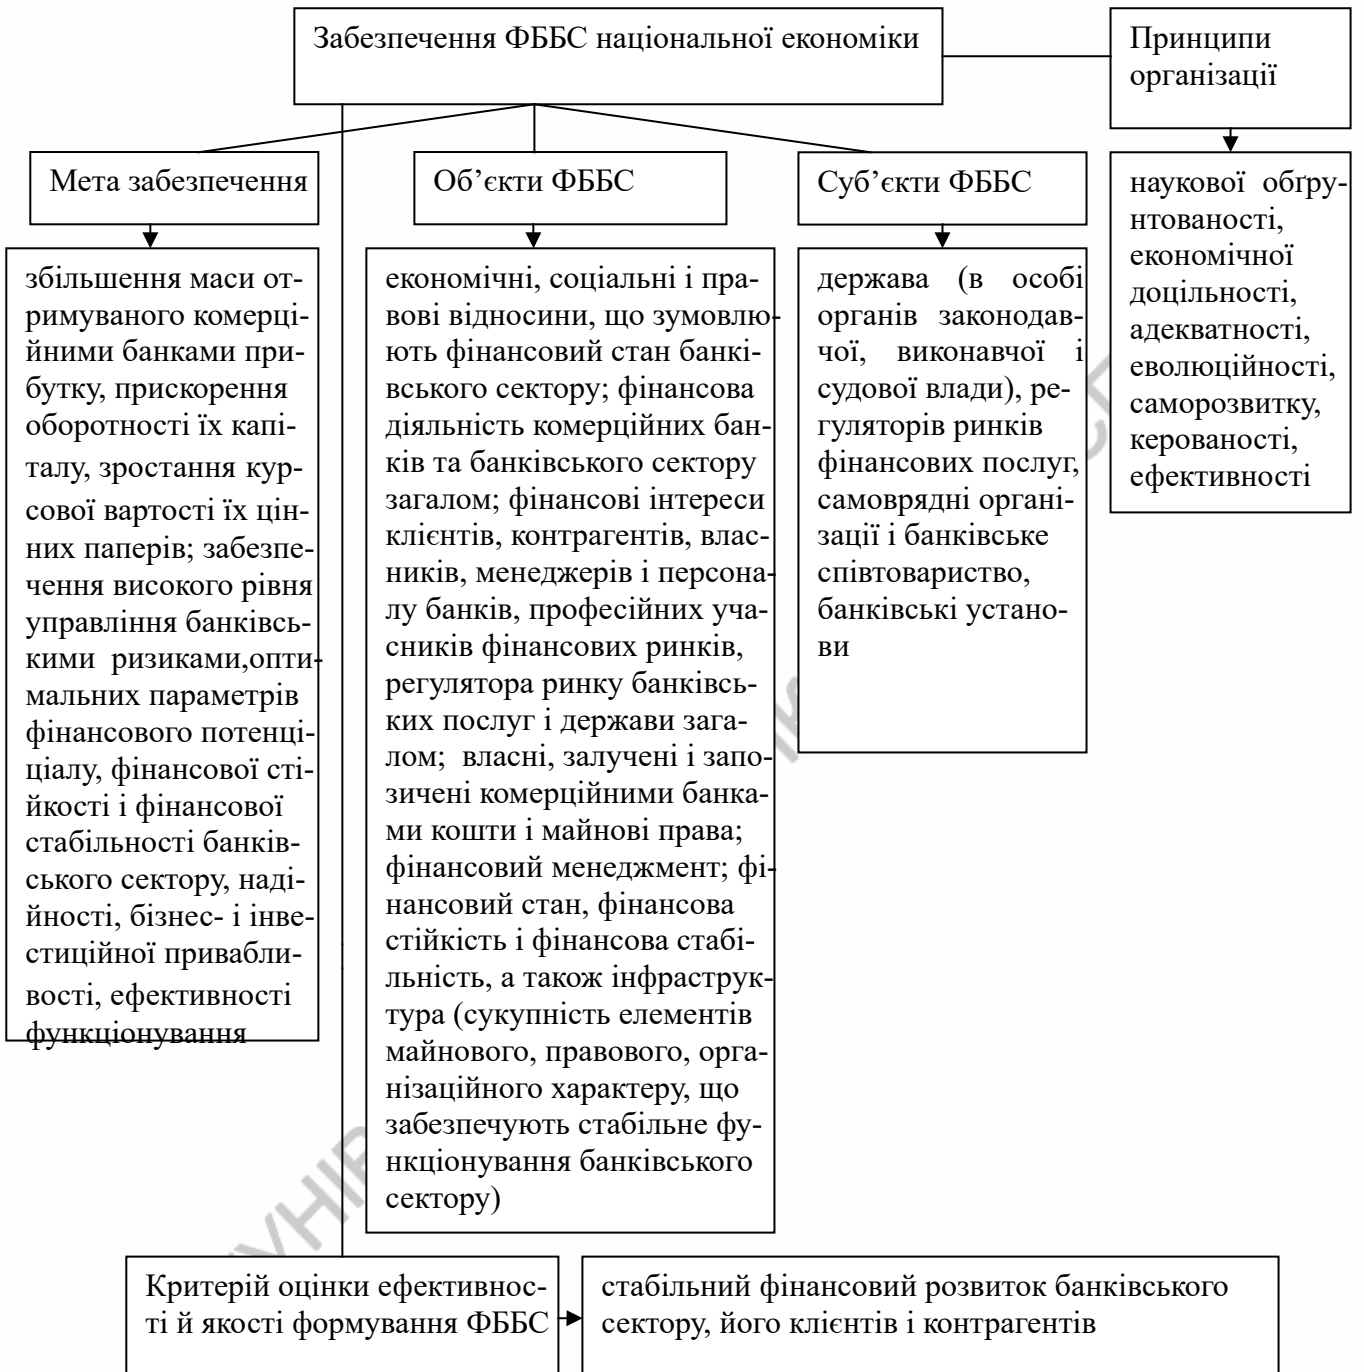 Забезпечення ФББС національної економіки
Принципи
організації
Мета забезпечення
Об’єкти ФББС
Суб’єкти ФББС
наукової обґру-
нтованості,
економічної
доцільності,
адекватності,
еволюційності,
саморозвитку,
керованості,
ефективності
збільшення маси от-
римуваного комерці-
йними банками при-
бутку, прискорення
оборотності їх капі-
талу, зростання кур-
сової вартості їх цін-
них паперів; забезпе-
чення високого рівня
управління банківсь-
кими ризиками,опти-
мальних параметрів
фінансового потенці-
ціалу, фінансової сті-
йкості і фінансової
стабільності банків-
ського сектору, наді-
йності, бізнес- і інве-
стиційної привабли-
вості, ефективності
функціонування
економічні, соціальні і пра-
вові відносини, що зумовлю-
ють фінансовий стан банкі-
вського сектору; фінансова
діяльність комерційних бан-
ків та банківського сектору
загалом; фінансові інтереси
клієнтів, контрагентів, влас-
ників, менеджерів і персона-
лу банків, професійних уча-
сників фінансових ринків,
регулятора ринку банківсь-
ких послуг і держави зага-
лом; власні, залучені і запо-
зичені комерційними банка-
ми кошти і майнові права;
фінансовий менеджмент; фі-
нансовий стан, фінансова
стійкість і фінансова стабі-
льність, а також інфраструк-
тура (сукупність елементів
майнового, правового, орга-
нізаційного характеру, що
забезпечують стабільне фу-
нкціонування банківського
сектору)
держава (в особі
органів законодав-
чої, виконавчої і
судової влади), ре-
гуляторів ринків
фінансових послуг,
самоврядні органі-
зації і банківське
співтовариство,
банківські устано-
ви
Критерій оцінки ефективнос-
ті й якості формування ФББС
стабільний фінансовий розвиток банківського
сектору, його клієнтів і контрагентів